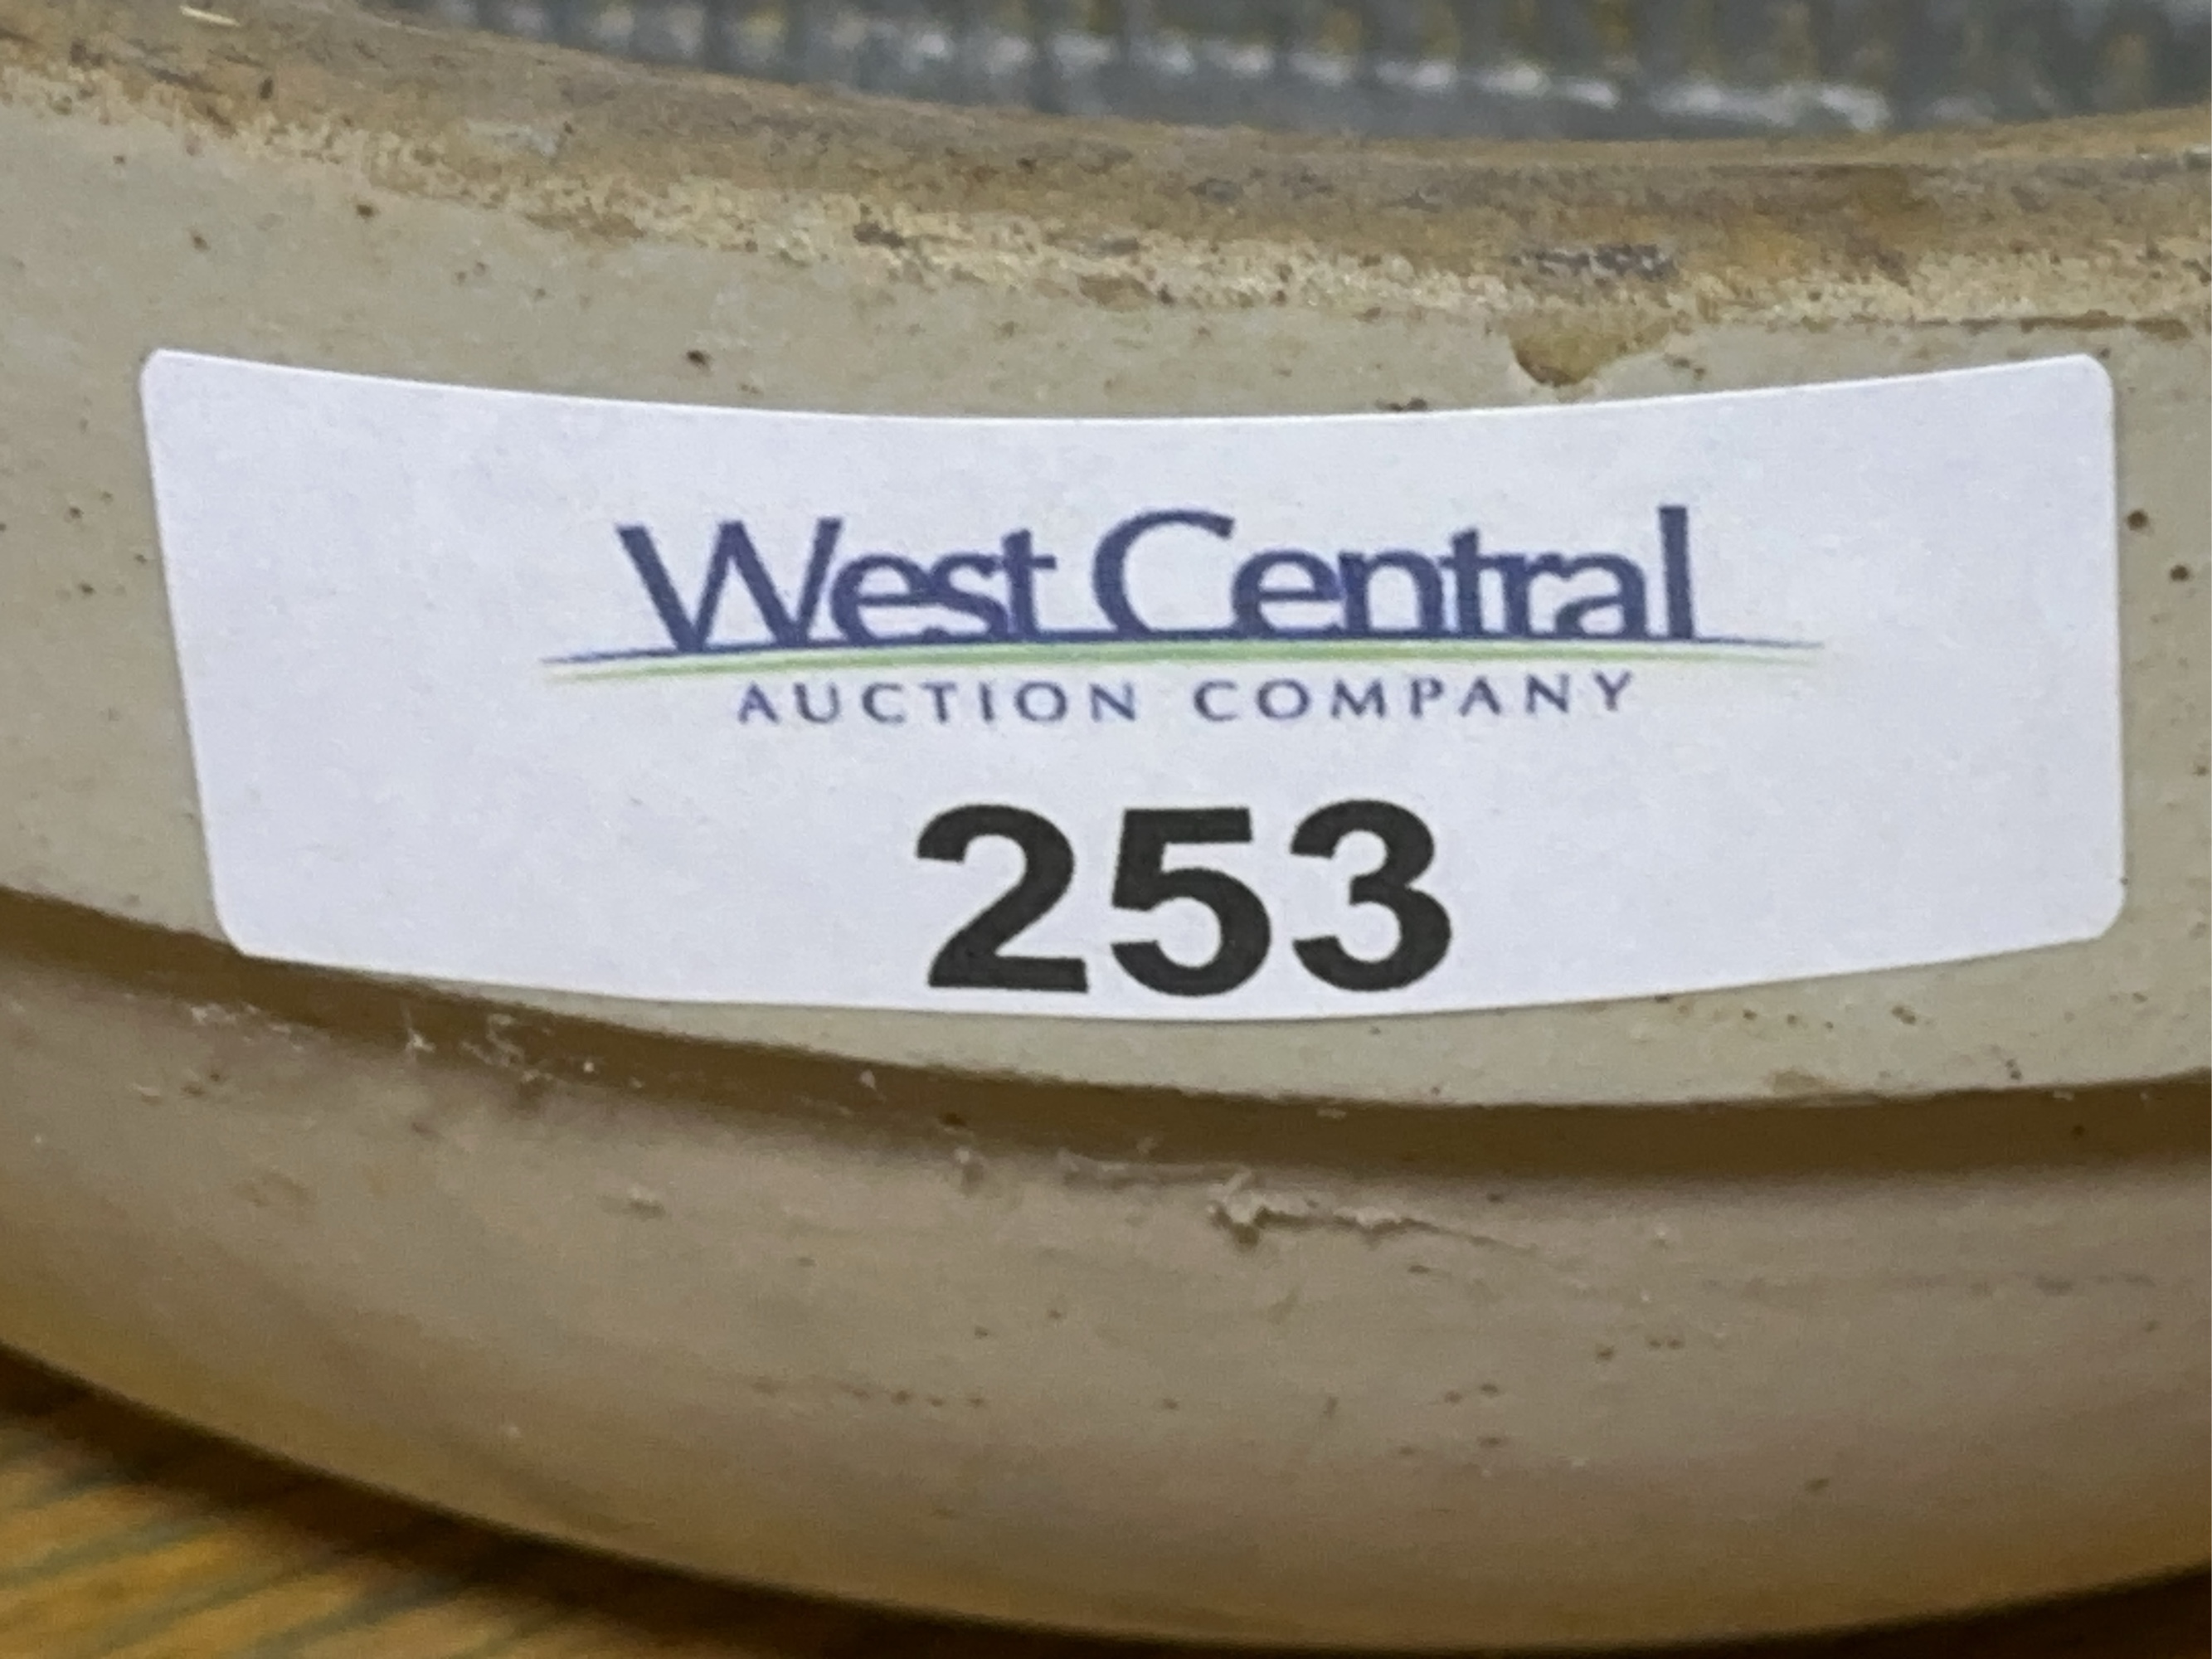 West Central
AUCTION COMPANY
253